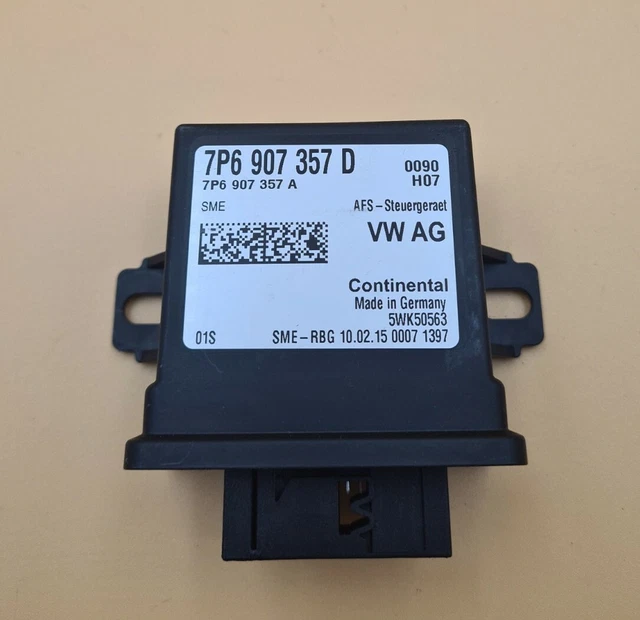 7P6 907 357 D 0090
7P6 907 357 A H07
SME AFS-Steuergeraet
VW AG
Continental
Made in Germany
5WK50563
01S SME-RBG 10.02.15 0007 1397